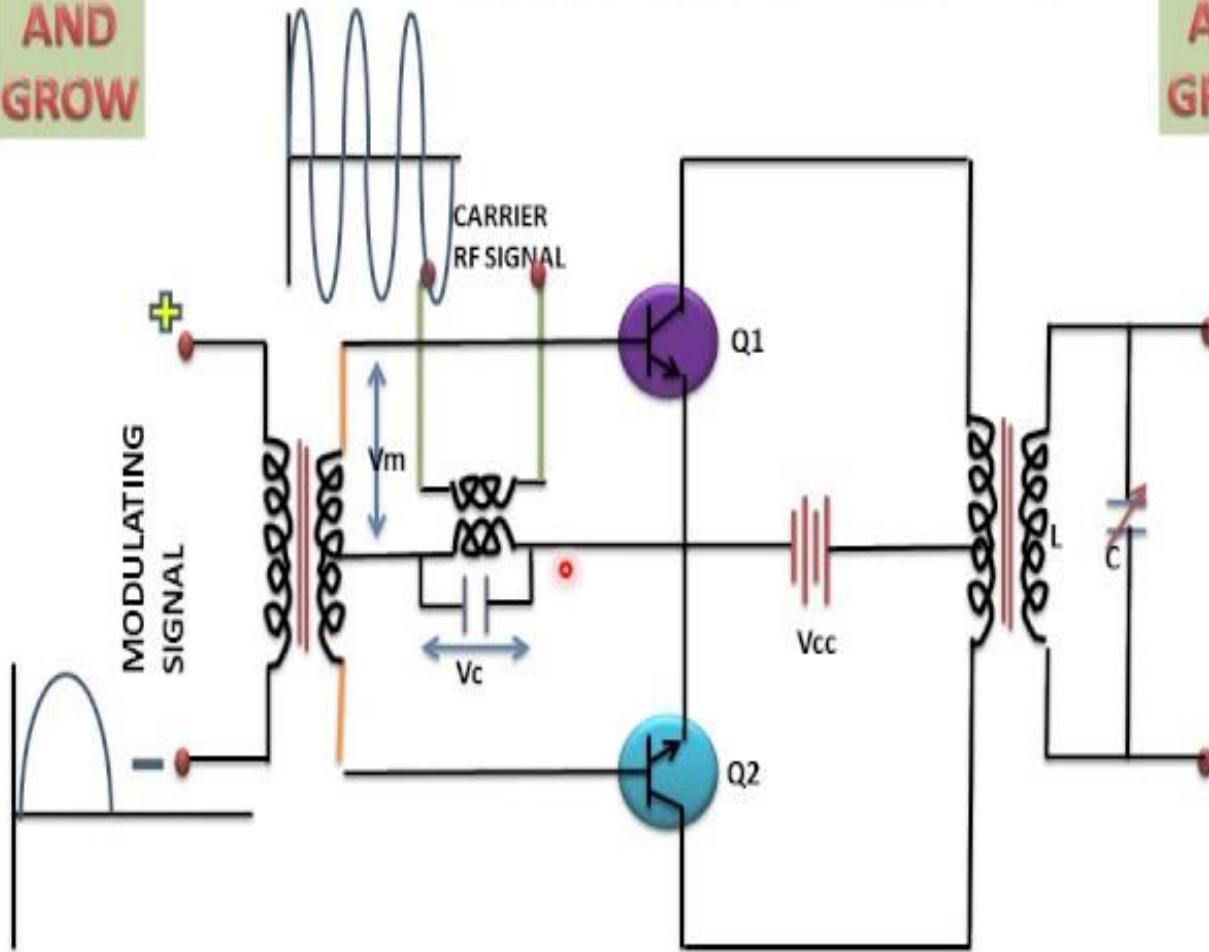 AND
GROW
A
CARRIER
RF SIGNAL
+
Q1
Vm
MODULATING
SIGNAL
L
C
Vcc
Vc
-
Q2